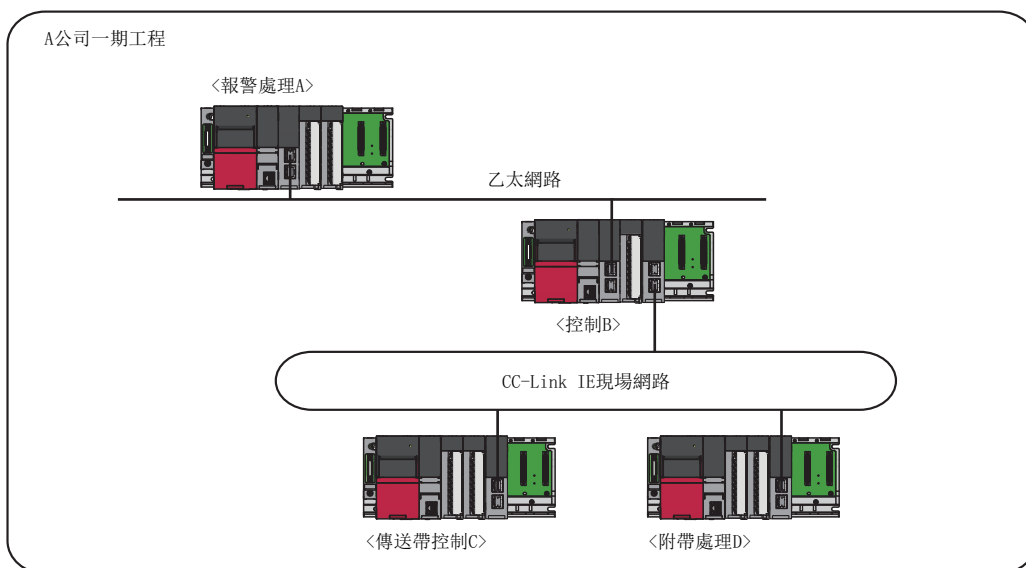 A公司一期工程
<報警處理A>
乙太網路
<控制B>
CC-Link IE現場網路
<傳送帶控制C>
<附帶處理D>